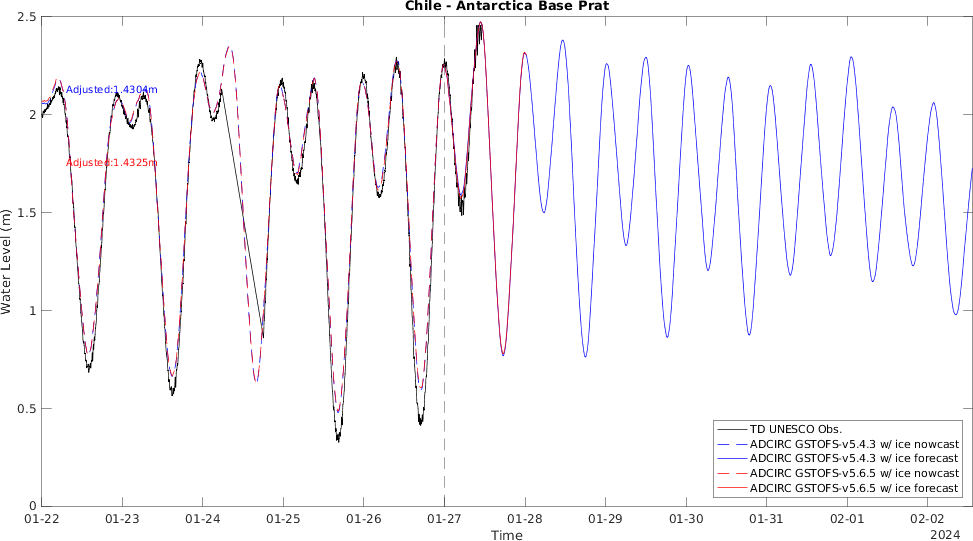 Chile - Antarctica Base Prat
2.5
2
1.5
1
0.5
0
Water Level (m)
Adjusted:1.4304m
Adjusted:1.4325m
TD UNESCO Obs.
ADCIRC GSTOFS-v5.4.3 w/ ice nowcast
ADCIRC GSTOFS-v5.4.3 w/ ice forecast
ADCIRC GSTOFS-v5.6.5 w/ ice nowcast
ADCIRC GSTOFS-v5.6.5 w/ ice forecast
01-22 01-23 01-24 01-25 01-26 01-27 01-28 01-29 01-30 01-31 02-01 02-02
Time
2024